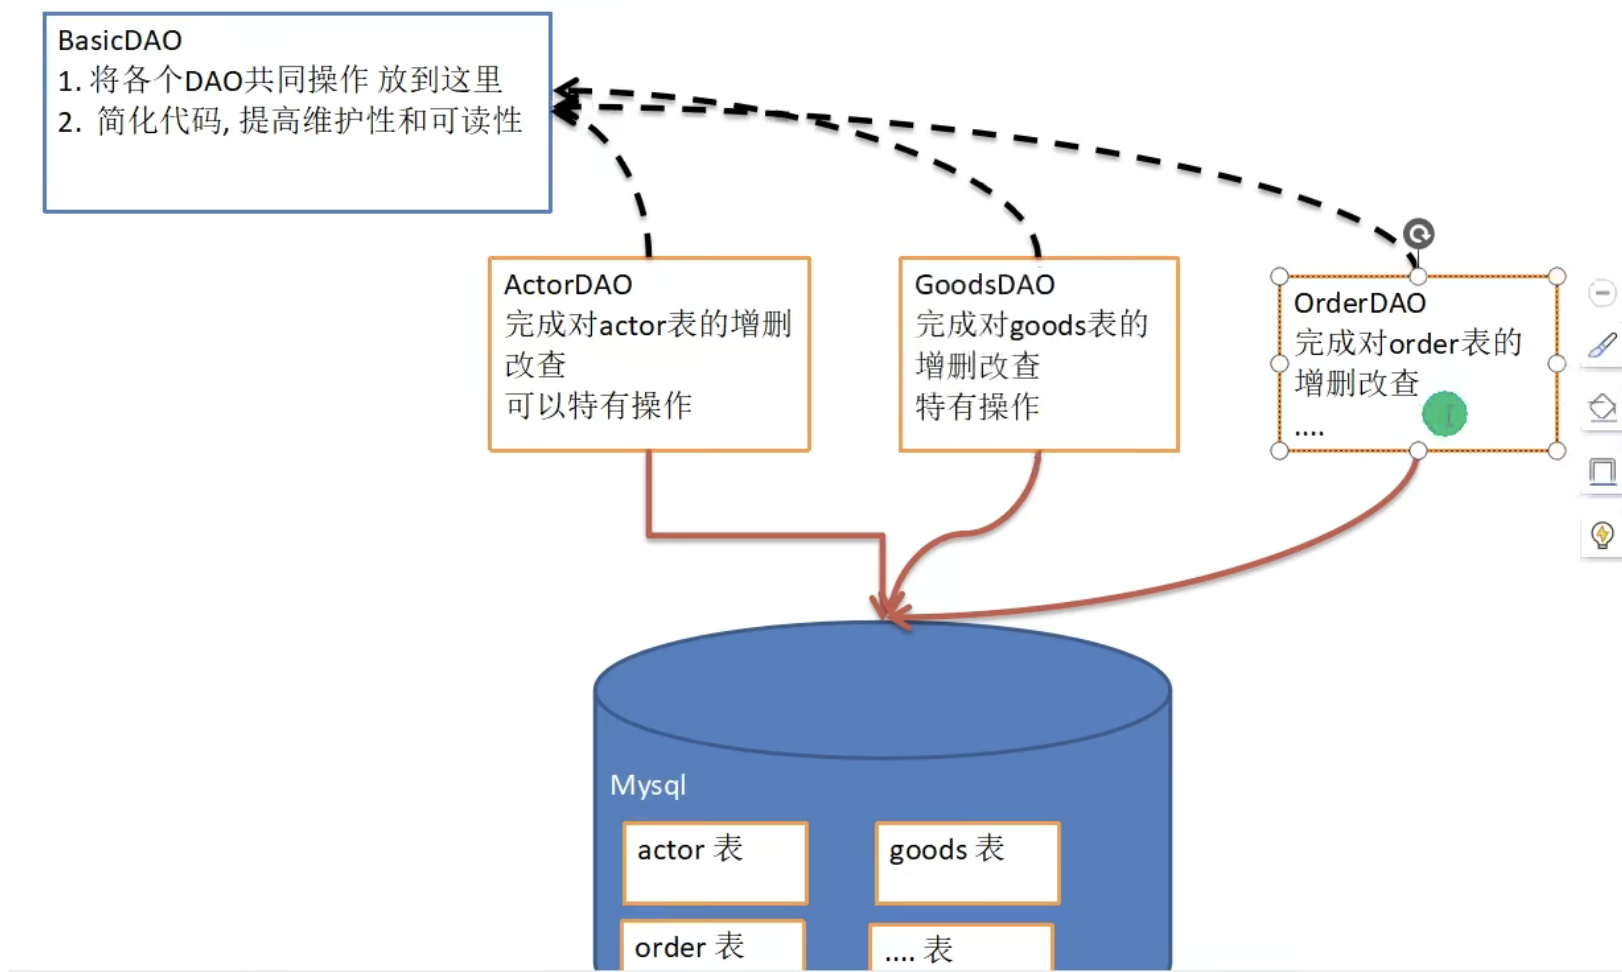 BasicDAO
1. 将各个DAO共同操作 放到这里
2. 简化代码, 提高维护性和可读性
ActorDAO
完成对actor表的增删
改查
可以特有操作
GoodsDAO
完成对goods表的
增删改查
特有操作
OrderDAO
完成对order表的
增删改查
....
Mysql
actor 表
goods 表
order 表
.... 表